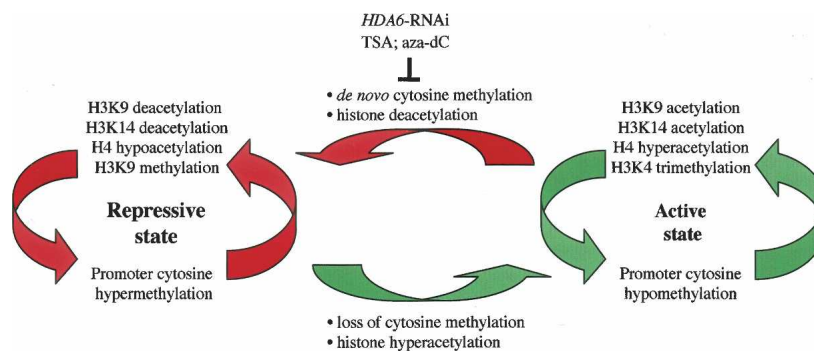 HDA6-RNAi
TSA; aza-dC
• de novo cytosine methylation
• histone deacetylation
H3K9 deacetylation
H3K14 deacetylation
H4 hypoacetylation
H3K9 methylation
Repressive
state
Promoter cytosine
hypermethylation
H3K9 acetylation
H3K14 acetylation
H4 hyperacetylation
H3K4 trimethylation
Active
state
Promoter cytosine
hypomethylation
• loss of cytosine methylation
• histone hyperacetylation